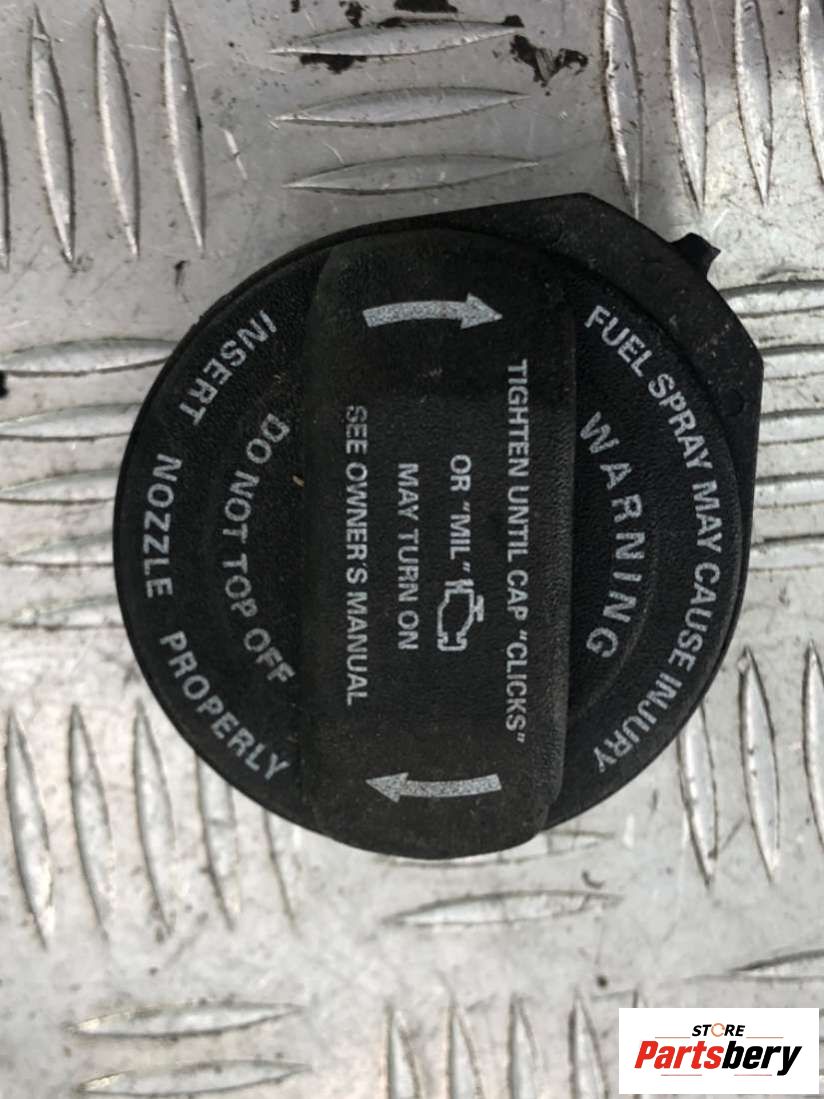 WARNING
FUEL SPRAY MAY CAUSE INJURY
TIGHTEN UNTIL CAP "CLICKS"
OR "MIL"
MAY TURN ON
SEE OWNER'S MANUAL
DO NOT TOP OFF
INSERT NOZZLE PROPERLY
STORE
Partsbery